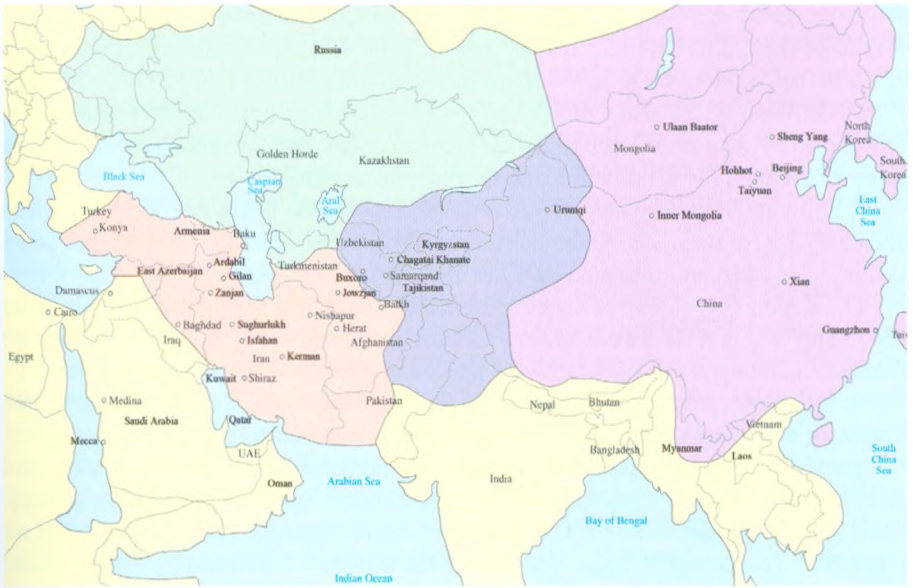 Russia
Ulaan Baator
Sheng Yang
North
Korea
Mongolia
Golden Horde
Kazakhstan
South
Korea
Hohhot
Beijing
Taiyuan
Black Sea
Caspian
Sea
Aral
Sea
East
China
Sea
Turkey
Konya
Armenia
Baku
Urumqi
Inner Mongolia
Uzbekistan
Kyrgyzstan
Chagatai Khanate
East Azerbaijan
Ardabil
Gilan
Turkmenistan
Buxoro
Samarqand
Tajikistan
Xian
Damascus
Zanjan
Jowzjan
Balkh
China
Cairo
Nishapur
Baghdad
Sughurlukh
Herat
Guangzhou
Iraq
Isfahan
Afghanistan
Tai
Egypt
Iran
Kerman
Kuwait
Shiraz
Medina
Pakistan
Nepal
Bhutan
Saudi Arabia
Qatar
Vietnam
Mecca
Bangladesh
Myanmar
Laos
South
China
Sea
UAE
Oman
Arabian Sea
India
Bay of Bengal
Indian Ocean